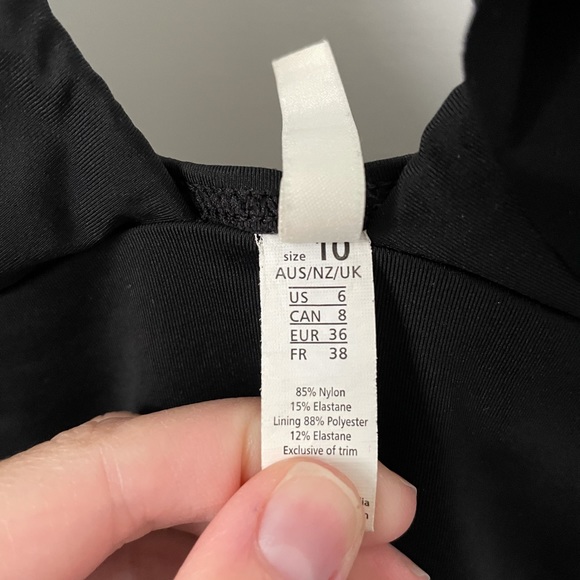 size 10
AUS/NZ/UK
US 6
CAN 8
EUR 36
FR 38
85% Nylon
15% Elastane
Lining 88% Polyester
12% Elastane
Exclusive of trim